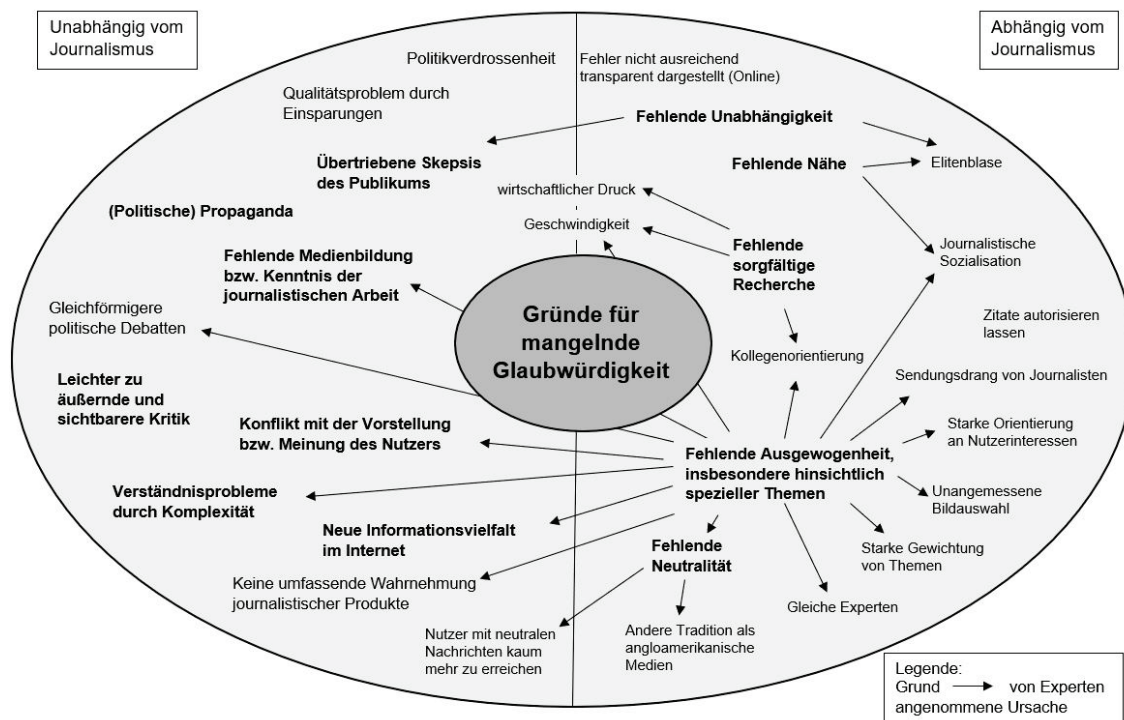 Unabhängig vom
Journalismus
Abhängig vom
Journalismus
Politikverdrossenheit
Fehler nicht ausreichend
transparent dargestellt (Online)
Qualitätsproblem durch
Einsparungen
Fehlende Unabhängigkeit
Übertriebene Skepsis
des Publikums
Fehlende Nähe
Elitenblase
wirtschaftlicher Druck
(Politische) Propaganda
Geschwindigkeit
Fehlende Medienbildung
bzw. Kenntnis der
journalistischen Arbeit
Fehlende
sorgfältige
Recherche
Journalistische
Sozialisation
Gleichförmigere
politische Debatten
Gründe für
mangelnde
Glaubwürdigkeit
Zitate autorisieren
lassen
Kollegenorientierung
Leichter zu
äußernde und
sichtbarere Kritik
Sendungsdrang von Journalisten
Konflikt mit der Vorstellung
bzw. Meinung des Nutzers
Starke Orientierung
an Nutzerinteressen
Fehlende Ausgewogenheit,
insbesondere hinsichtlich
spezieller Themen
Verständnisprobleme
durch Komplexität
Unangemessene
Bildauswahl
Neue Informationsvielfalt
im Internet
Fehlende
Neutralität
Starke Gewichtung
von Themen
Keine umfassende Wahrnehmung
journalistischer Produkte
Gleiche Experten
Nutzer mit neutralen
Nachrichten kaum
mehr zu erreichen
Andere Tradition als
angloamerikanische
Medien
Legende:
Grund von Experten
angenommene Ursache